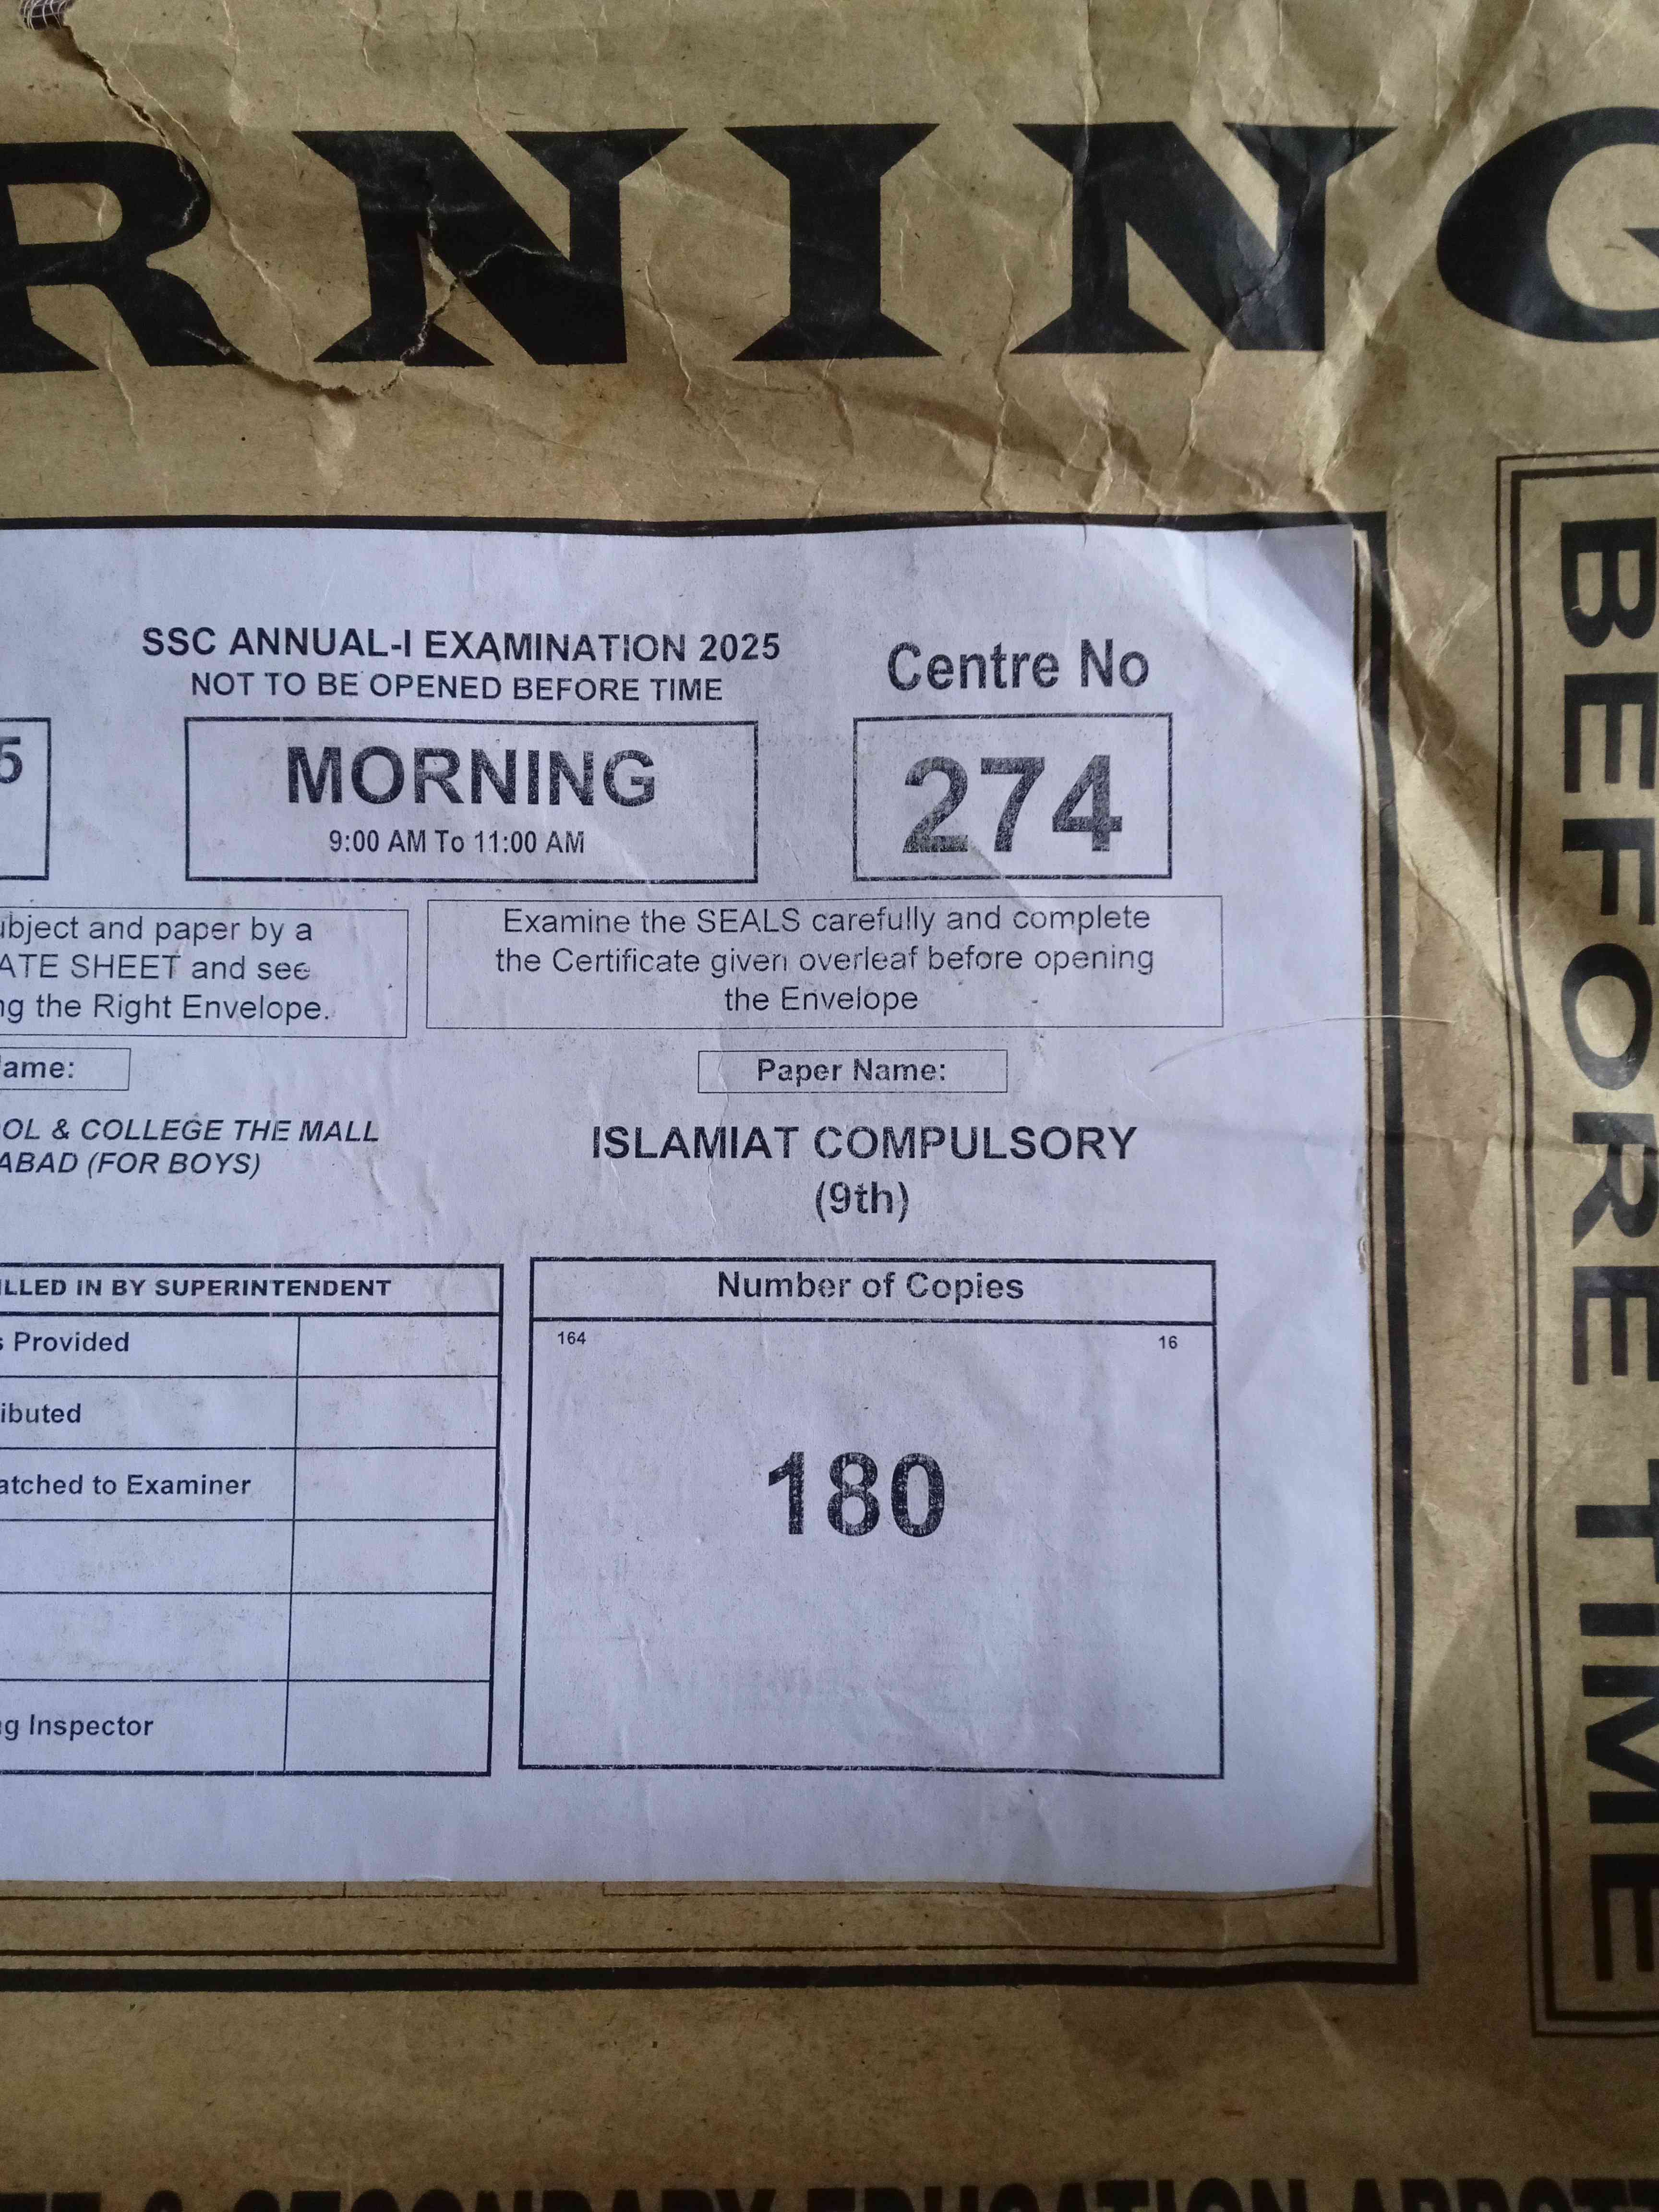 RNING
SSC ANNUAL-I EXAMINATION 2025
NOT TO BE OPENED BEFORE TIME
Centre No
5
MORNING
9:00 AM To 11:00 AM
274
ubject and paper by a
ATE SHEET and see
ng the Right Envelope.
Examine the SEALS carefully and complete
the Certificate given overleaf before opening
the Envelope
ame:
Paper Name:
OL & COLLEGE THE MALL
ABAD (FOR BOYS)
ISLAMIAT COMPULSORY
(9th)
ILLED IN BY SUPERINTENDENT
s Provided
ibuted
atched to Examiner
g Inspector
Number of Copies
164 16
180
BEFORE TIME
& SECONDARY EDUCATION ABBOTT